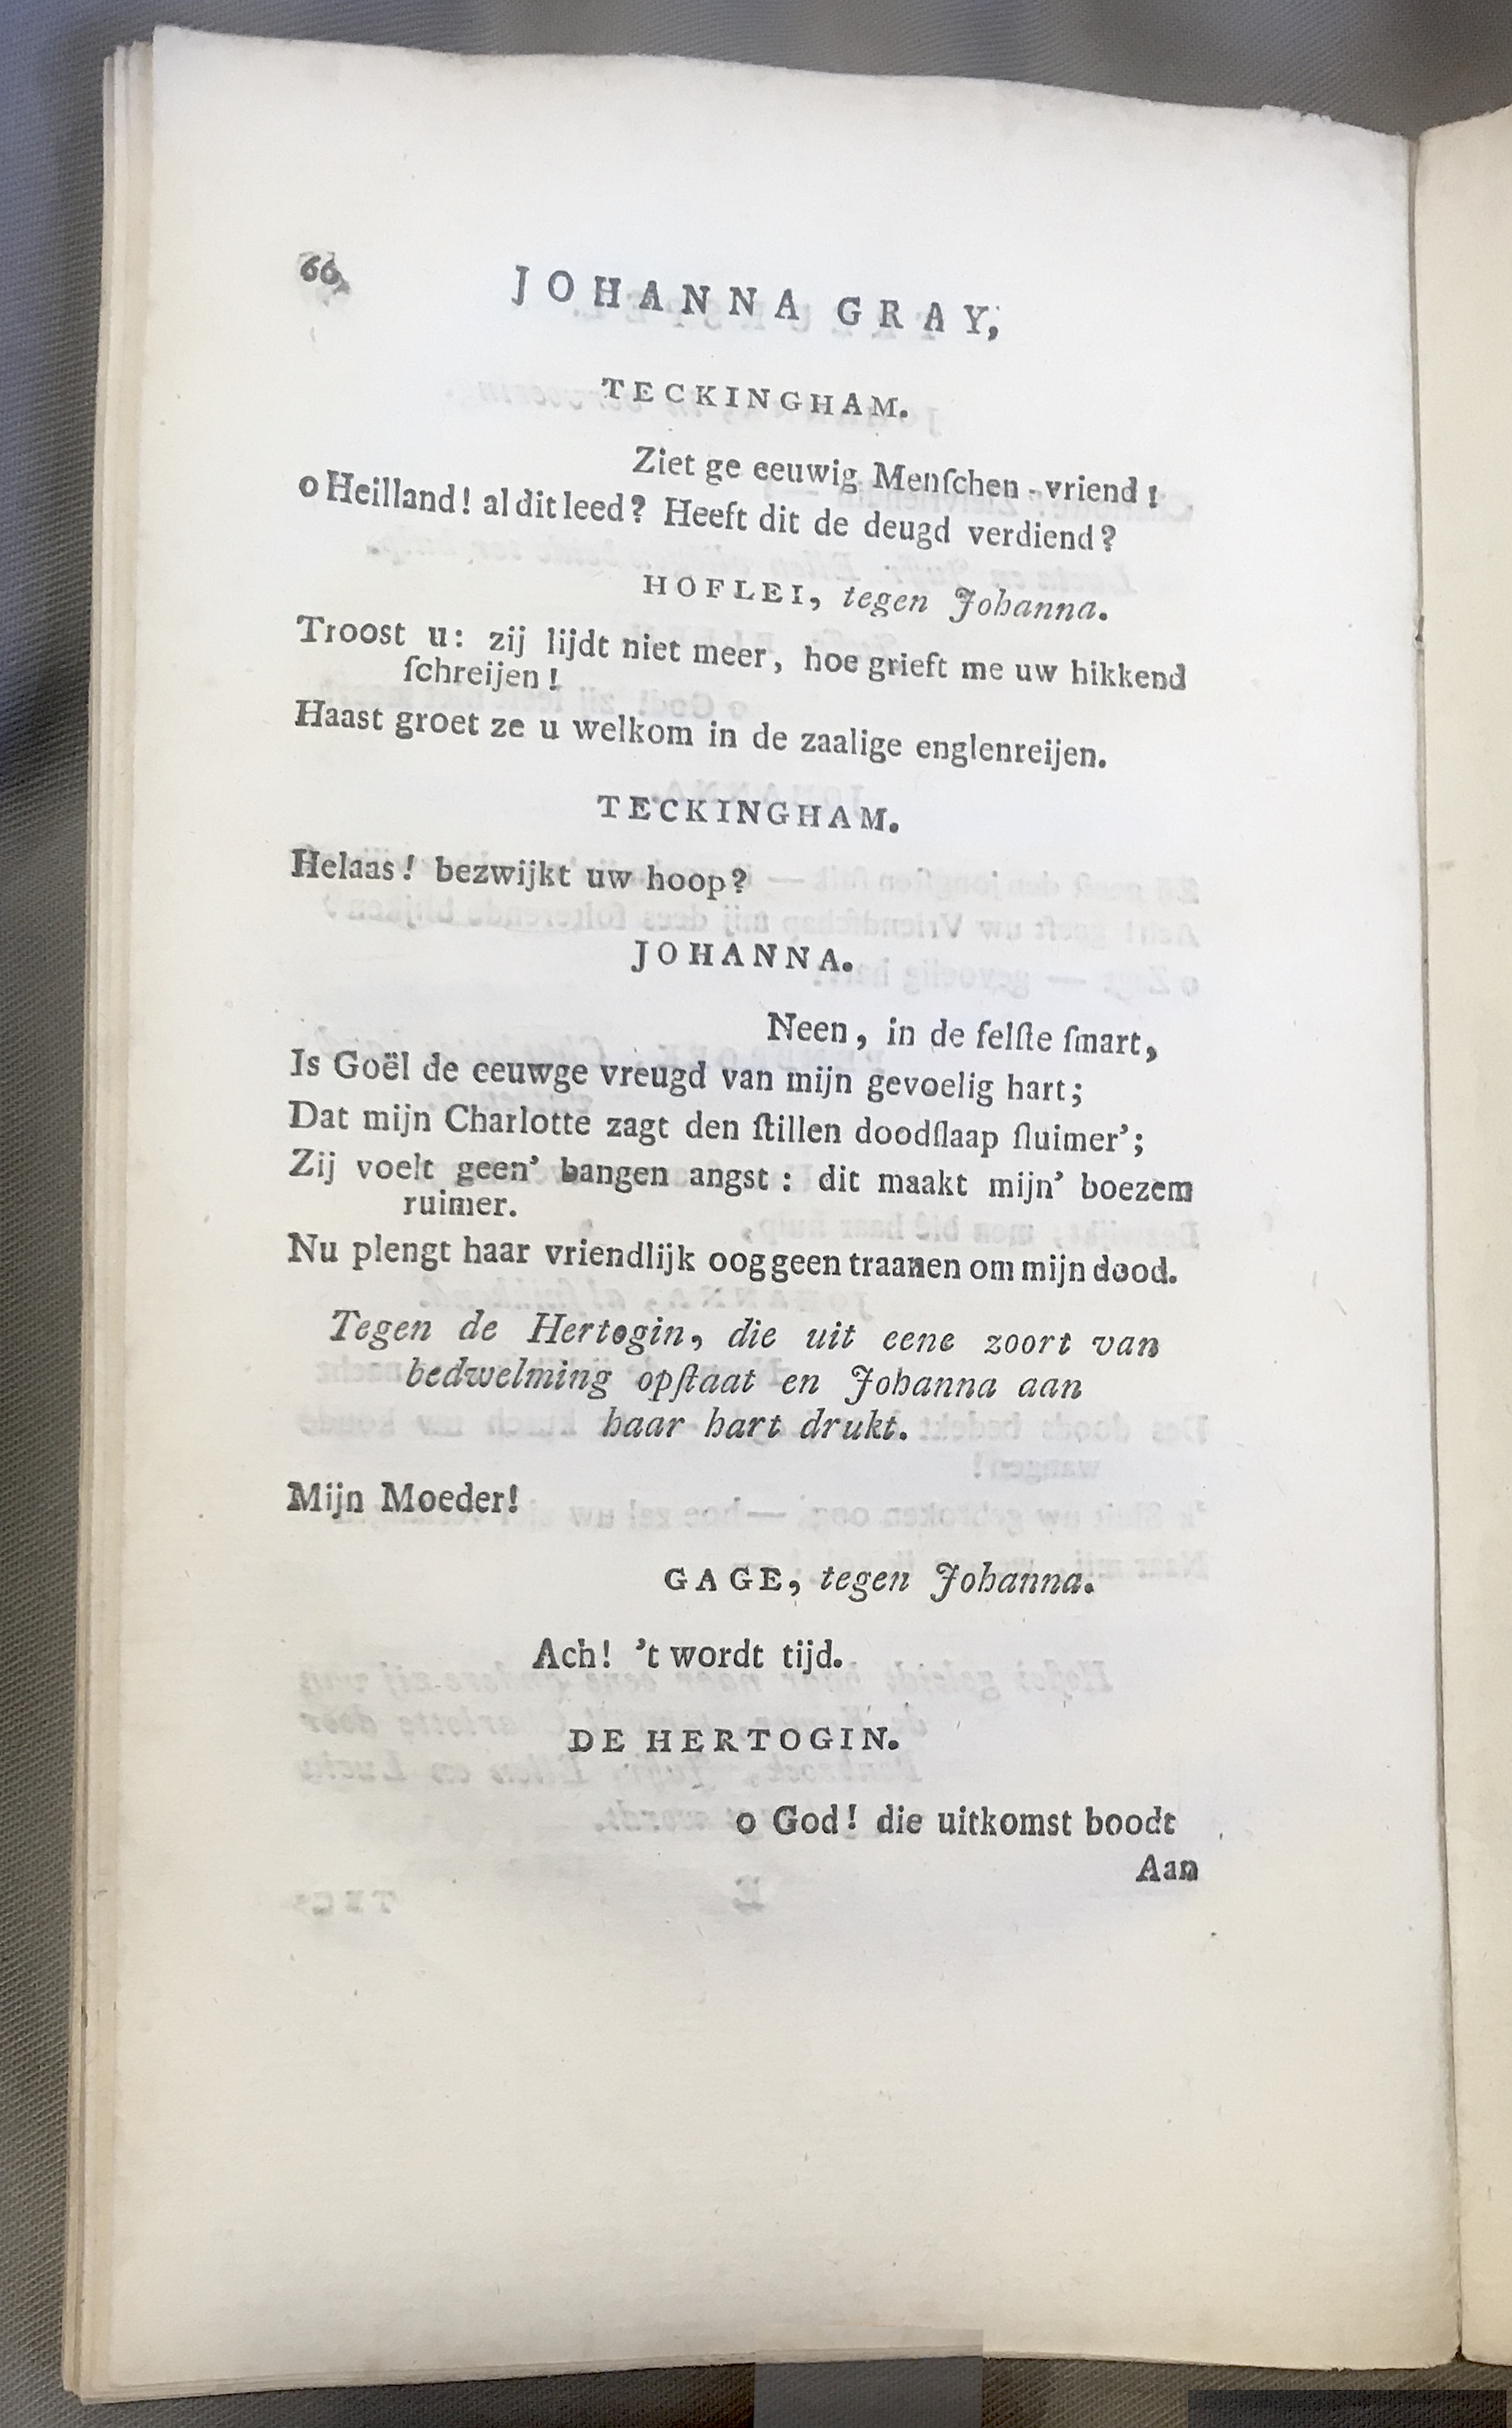 66
JOHANNA GRAY,
TECKINGHAM.
Ziet ge eeuwig Menſchen-vriend!
o Heilland! al dit leed? Heeft dit de deugd verdiend?
HOFLEI, tegen Johanna.
Troost u: zij lijdt niet meer, hoe grieft me uw hikkend
ſchreijen!
Haast groet ze u welkom in de zaalige englenreijen.
TECKINGHAM.
Helaas! bezwijkt uw hoop?
JOHANNA.
Neen, in de felſte ſmart,
Is Goël de eeuwge vreugd van mijn gevoelig hart;
Dat mijn Charlotte zagt den ſtillen doodſlaap ſluimer’;
Zij voelt geen’ bangen angst: dit maakt mijn’ boezem
ruimer.
Nu plengt haar vriendlijk oog geen traanen om mijn dood.
Tegen de Hertogin, die uit eene zoort van
bedwelming opſtaat en Johanna aan
haar hart drukt.
Mijn Moeder!
GAGE, tegen Johanna.
Ach! ’t wordt tijd.
DE HERTOGIN.
o God! die uitkomst boodt
Aan